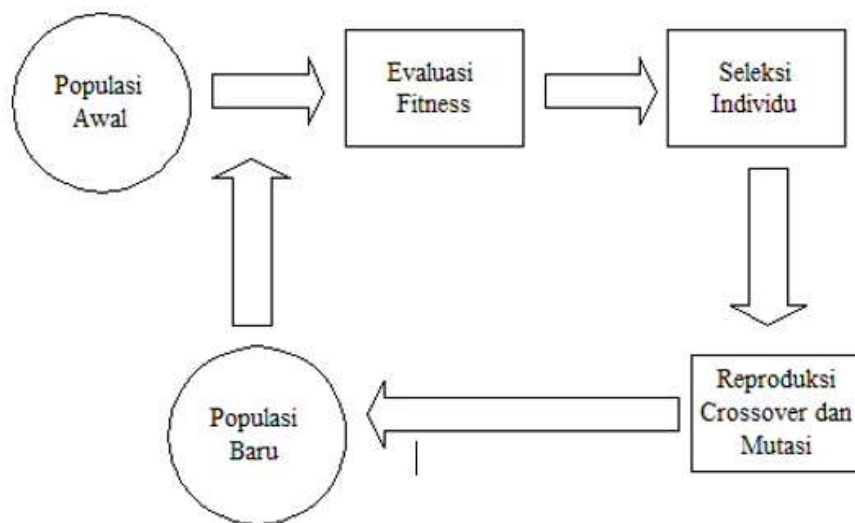 Populasi
Awal
Evaluasi
Fitness
Seleksi
Individu
Reproduksi
Crossover dan
Mutasi
Populasi
Baru